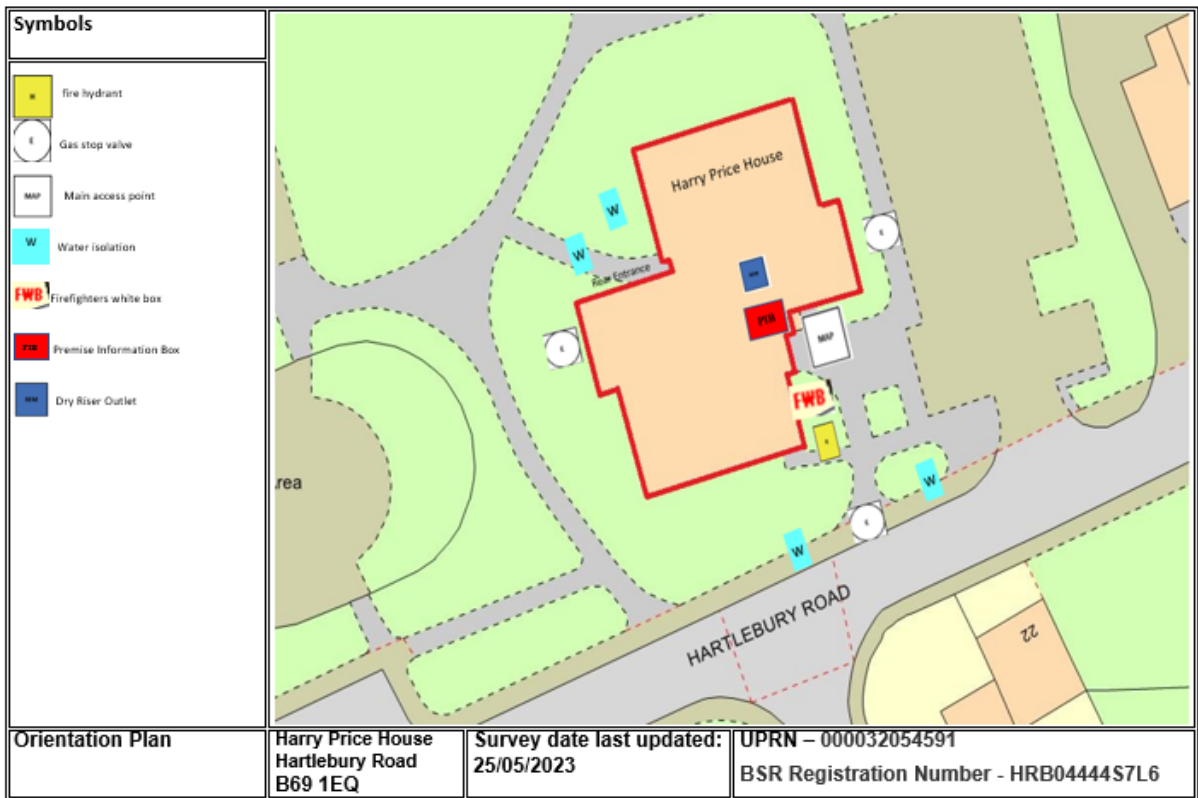 Symbols
H
fire hydrant
Gas stop valve
MAP
Main access point
W
Water isolation
FWB
Firefighters white box
Premise Information Box
Dry Riser Outlet
Harry Price House
W
W
Rear Entrance
MAP
FWB
W
W
HARTLEBURY ROAD
22
Orientation Plan
Harry Price House
Hartlebury Road
B69 1EQ
Survey date last updated:
25/05/2023
UPRN – 000032054591
BSR Registration Number - HRB04444S7L6